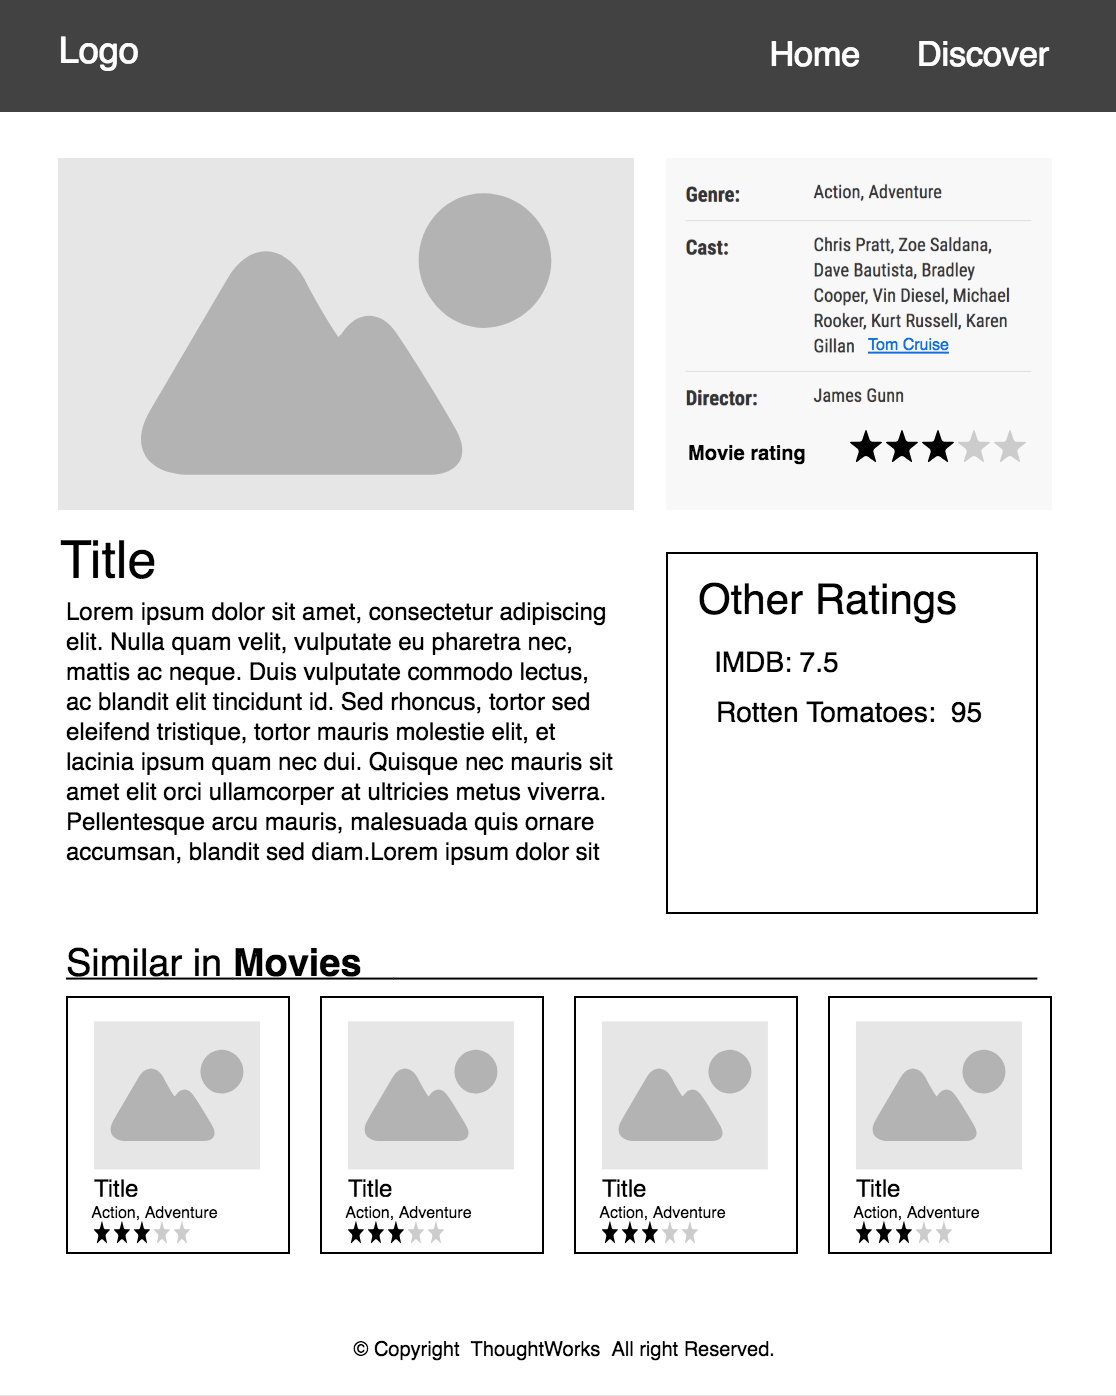 Logo
Home Discover
Genre: Action, Adventure
Cast: Chris Pratt, Zoe Saldana,
Dave Bautista, Bradley
Cooper, Vin Diesel, Michael
Rooker, Kurt Russell, Karen
Gillan Tom Cruise
Director: James Gunn
Movie rating
Title
Lorem ipsum dolor sit amet, consectetur adipiscing
elit. Nulla quam velit, vulputate eu pharetra nec,
mattis ac neque. Duis vulputate commodo lectus,
ac blandit elit tincidunt id. Sed rhoncus, tortor sed
eleifend tristique, tortor mauris molestie elit, et
lacinia ipsum quam nec dui. Quisque nec mauris sit
amet elit orci ullamcorper at ultricies metus viverra.
Pellentesque arcu mauris, malesuada quis ornare
accumsan, blandit sed diam.Lorem ipsum dolor sit
Other Ratings
IMDB: 7.5
Rotten Tomatoes: 95
Similar in Movies
Title
Action, Adventure
Title
Action, Adventure
Title
Action, Adventure
Title
Action, Adventure
© Copyright ThoughtWorks All right Reserved.